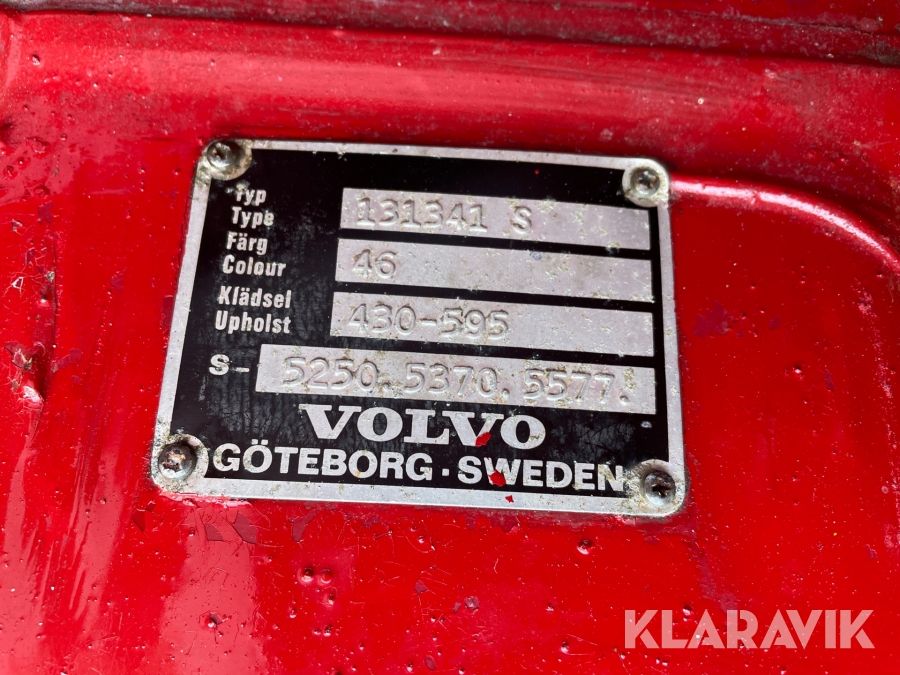 Typ
Type 131341 S
Färg
Colour 46
Klädsel
Upholst 430-595
S- 5250.5370.5577.
VOLVO
GÖTEBORG·SWEDEN
KLARAVIK